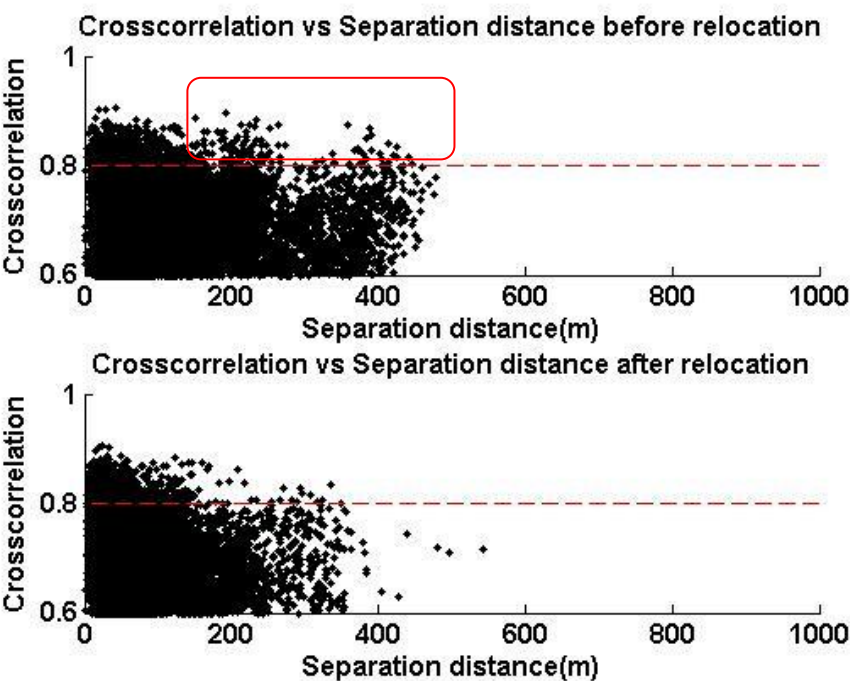 Crosscorrelation vs Separation distance before relocation
1
0.8
0.6
Crosscorrelation
0 200 400 600 800 1000
Separation distance(m)
Crosscorrelation vs Separation distance after relocation
1
0.8
0.6
Crosscorrelation
0 200 400 600 800 1000
Separation distance(m)